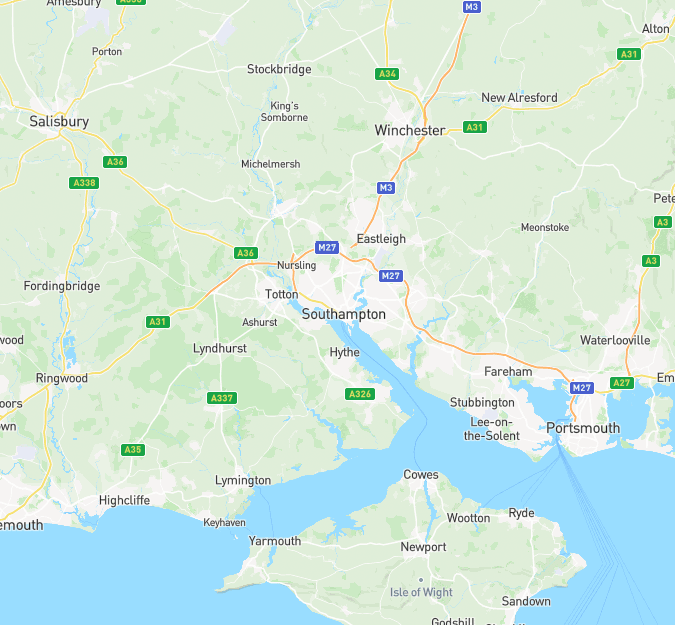 Amesbury
M3
Alton
Porton
A31
Stockbridge
A34
New Alresford
King's
Somborne
Salisbury
Winchester
A31
A36
Michelmersh
A338
M3
Pete
A3
Meonstoke
Eastleigh
M27
A36
A3
Nursling
M27
Fordingbridge
Totton
Southampton
A31
Ashurst
wood
Waterlooville
Lyndhurst
Hythe
Ringwood
Fareham
Em
M27
A27
A337
A326
oors
Stubbington
Lee-on-
the-Solent
own
Portsmouth
A35
Cowes
Lymington
Highcliffe
emouth
Keyhaven
Wootton
Ryde
Yarmouth
Newport
Isle of Wight
Sandown
Godshill